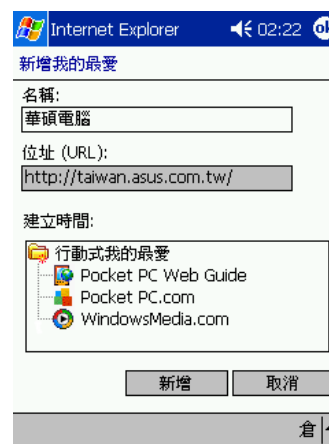 Internet Explorer 02:22 ok
新增我的最愛
名稱:
華碩電腦
位址 (URL):
http://taiwan.asus.com.tw/
建立時間:
行動式我的最愛
Pocket PC Web Guide
Pocket PC.com
WindowsMedia.com
新增 取消
倉